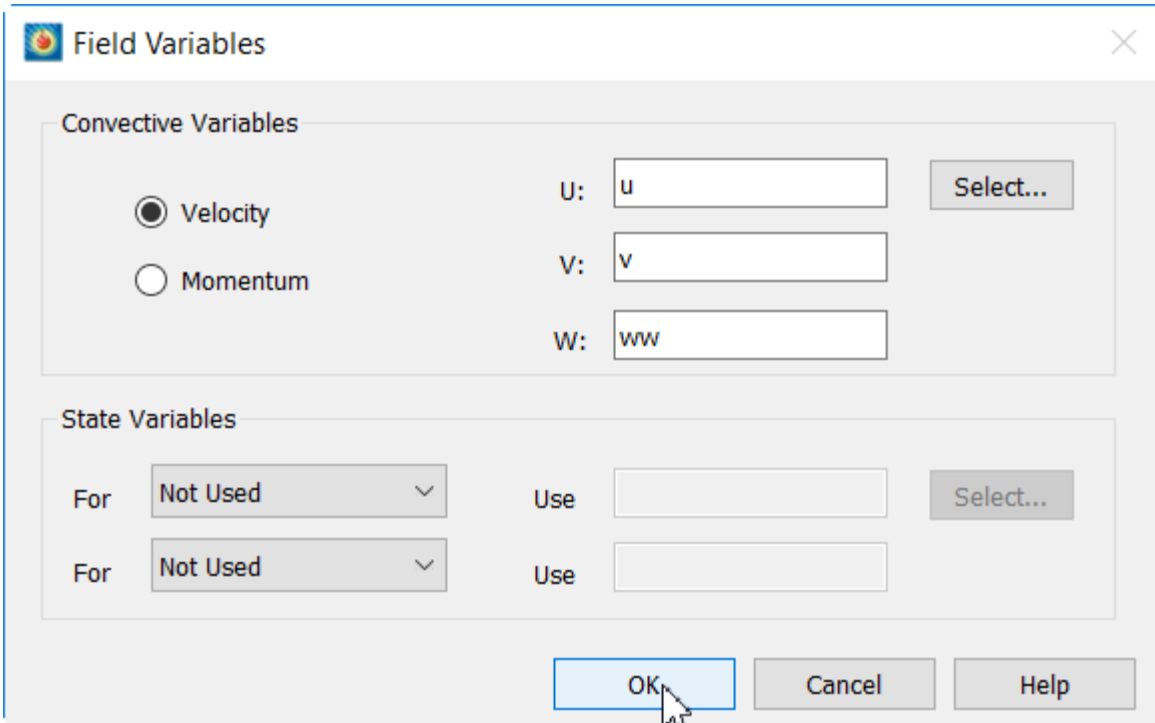 Field Variables
Convective Variables
Velocity
Momentum
U: u Select...
V: v
W: ww
State Variables
For Not Used Use Select...
For Not Used Use
OK Cancel Help